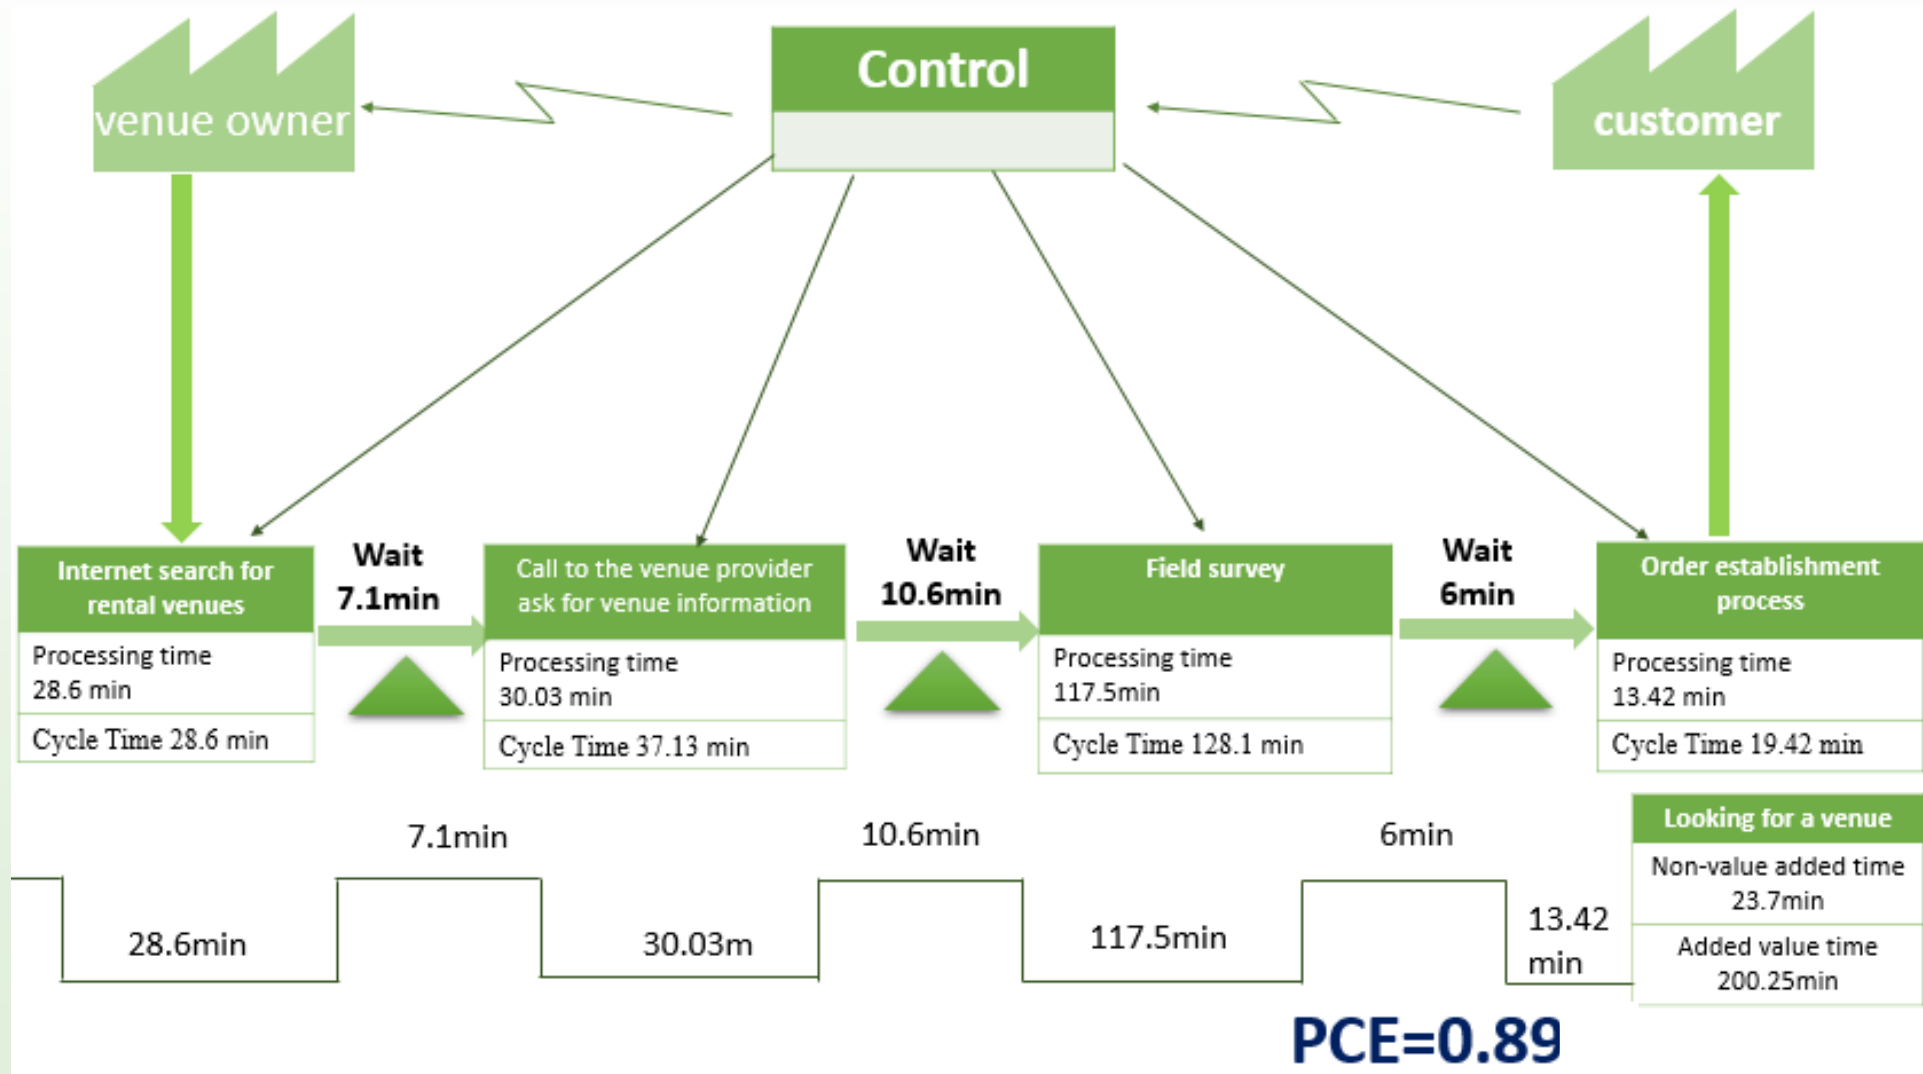 Control
venue owner
customer
Internet search for
rental venues
Processing time
28.6 min
Cycle Time 28.6 min
Wait
7.1min
Call to the venue provider
ask for venue information
Processing time
30.03 min
Cycle Time 37.13 min
Wait
10.6min
Field survey
Processing time
117.5min
Cycle Time 128.1 min
Wait
6min
Order establishment
process
Processing time
13.42 min
Cycle Time 19.42 min
7.1min
10.6min
6min
28.6min
30.03m
117.5min
13.42
min
Looking for a venue
Non-value added time
23.7min
Added value time
200.25min
PCE=0.89